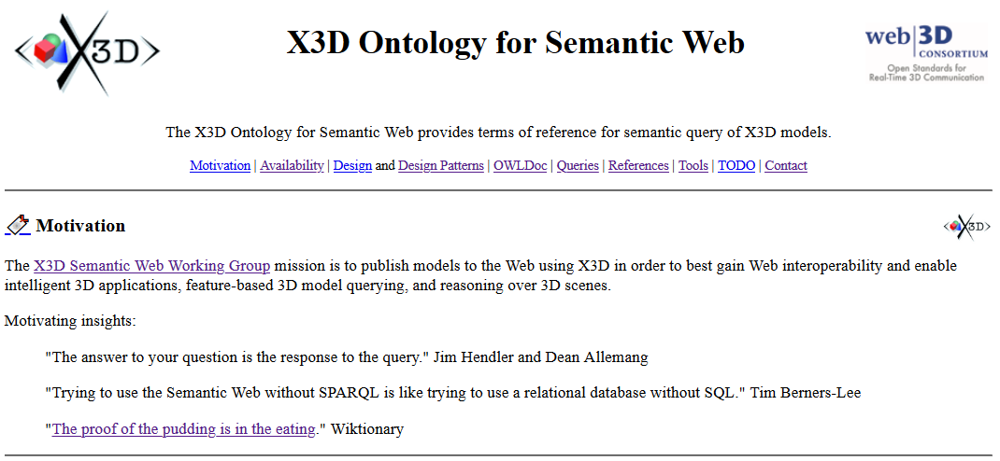 <X3D>
X3D Ontology for Semantic Web
web|3D
CONSORTIUM
Open Standards for
Real-Time 3D Communication
The X3D Ontology for Semantic Web provides terms of reference for semantic query of X3D models.
Motivation | Availability | Design and Design Patterns | OWLDoc | Queries | References | Tools | TODO | Contact
Motivation
<X3D>
The X3D Semantic Web Working Group mission is to publish models to the Web using X3D in order to best gain Web interoperability and enable
intelligent 3D applications, feature-based 3D model querying, and reasoning over 3D scenes.
Motivating insights:
"The answer to your question is the response to the query." Jim Hendler and Dean Allemang
"Trying to use the Semantic Web without SPARQL is like trying to use a relational database without SQL." Tim Berners-Lee
"The proof of the pudding is in the eating." Wiktionary